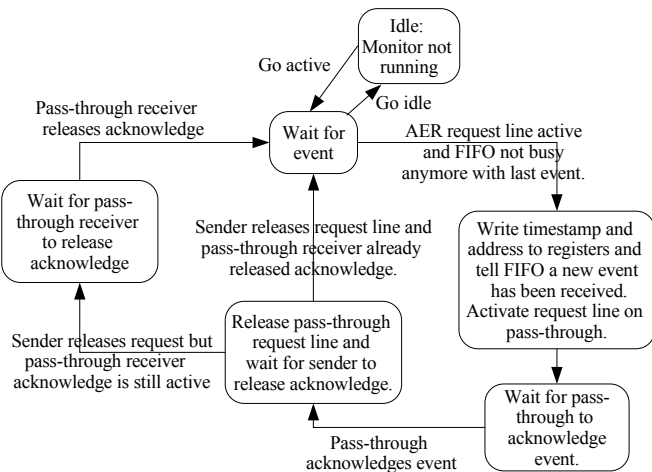 Idle:
Monitor not
running
Go active
Go idle
Pass-through receiver
releases acknowledge
Wait for
event
AER request line active
and FIFO not busy
anymore with last event.
Wait for pass-
through receiver
to release
acknowledge
Sender releases request line and
pass-through receiver already
released acknowledge.
Write timestamp and
address to registers and
tell FIFO a new event
has been received.
Activate request line on
pass-through.
Sender releases request but
pass-through receiver
acknowledge is still active
Release pass-through
request line and
wait for sender to
release acknowledge.
Wait for pass-
through to
acknowledge
event.
Pass-through
acknowledges event